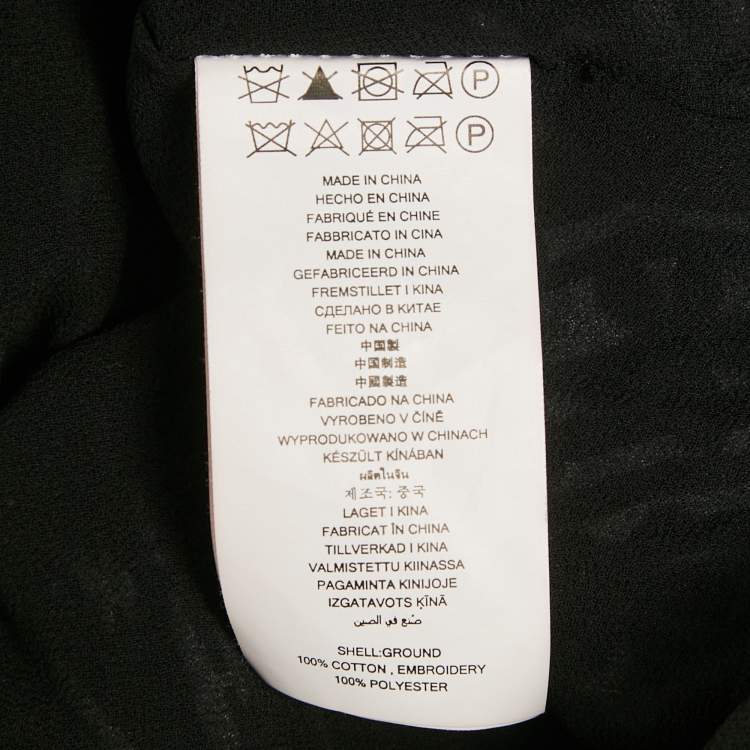 P
P
MADE IN CHINA
HECHO EN CHINA
FABRIQUÉ EN CHINE
FABBRICATO IN CINA
MADE IN CHINA
GEFABRICEERD IN CHINA
FREMSTILLET I KINA
СДЕЛАНО В КИТАЕ
FEITO NA CHINA
中国製
中国制造
中國製造
FABRICADO NA CHINA
VYROBENO V ČÍNĚ
WYPRODUKOWANO W CHINACH
KÉSZÜLT KÍNÁBAN
ผลิตในจีน
제조국: 중국
LAGET I KINA
FABRICAT ÎN CHINA
TILLVERKAD I KINA
VALMISTETTU KIINASSA
PAGAMINTA KINIJOJE
IZGATAVOTS ĶĪNĀ
صُنع في الصين
SHELL:GROUND
100% COTTON , EMBROIDERY
100% POLYESTER